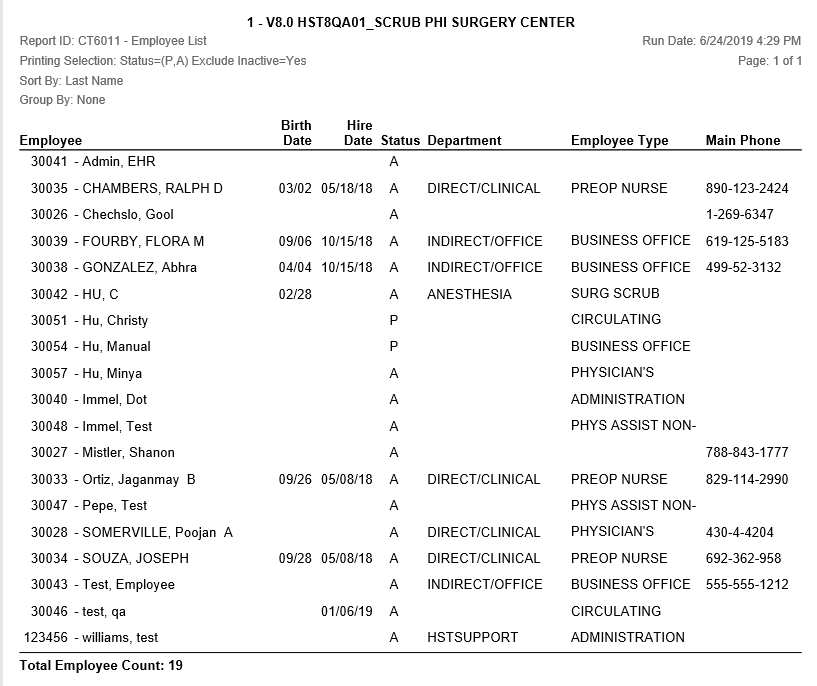 1 - V8.0 HST8QA01_SCRUB PHI SURGERY CENTER
Report ID: CT6011 - Employee List Run Date: 6/24/2019 4:29 PM
Printing Selection: Status=(P,A) Exclude Inactive=Yes Page: 1 of 1
Sort By: Last Name
Group By: None
Birth Hire
Employee Date Date Status Department Employee Type Main Phone
30041 - Admin, EHR A
30035 - CHAMBERS, RALPH D 03/02 05/18/18 A DIRECT/CLINICAL PREOP NURSE 890-123-2424
30026 - Chechslo, Gool A 1-269-6347
30039 - FOURBY, FLORA M 09/06 10/15/18 A INDIRECT/OFFICE BUSINESS OFFICE 619-125-5183
30038 - GONZALEZ, Abhra 04/04 10/15/18 A INDIRECT/OFFICE BUSINESS OFFICE 499-52-3132
30042 - HU, C 02/28 A ANESTHESIA SURG SCRUB
30051 - Hu, Christy P CIRCULATING
30054 - Hu, Manual P BUSINESS OFFICE
30057 - Hu, Minya A PHYSICIAN'S
30040 - Immel, Dot A ADMINISTRATION
30048 - Immel, Test A PHYS ASSIST NON-
30027 - Mistler, Shanon A 788-843-1777
30033 - Ortiz, Jaganmay B 09/26 05/08/18 A DIRECT/CLINICAL PREOP NURSE 829-114-2990
30047 - Pepe, Test A PHYS ASSIST NON-
30028 - SOMERVILLE, Poojan A A DIRECT/CLINICAL PHYSICIAN'S 430-4-4204
30034 - SOUZA, JOSEPH 09/28 05/08/18 A DIRECT/CLINICAL PREOP NURSE 692-362-958
30043 - Test, Employee A INDIRECT/OFFICE BUSINESS OFFICE 555-555-1212
30046 - test, qa 01/06/19 A CIRCULATING
123456 - williams, test A HSTSUPPORT ADMINISTRATION
Total Employee Count: 19